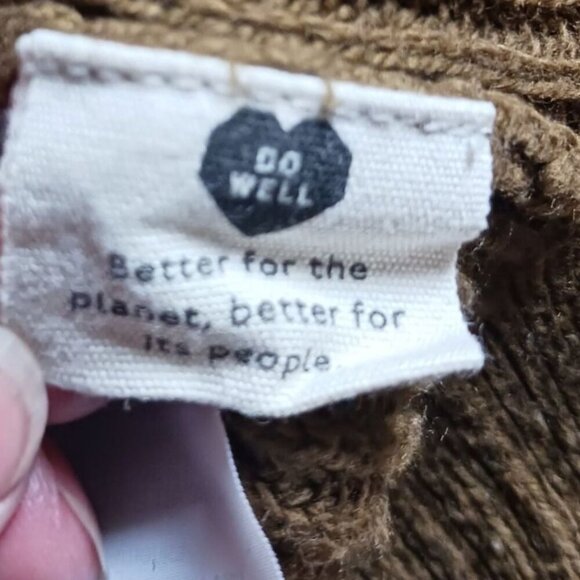 DO
WELL
Better for the
planet, better for
its people